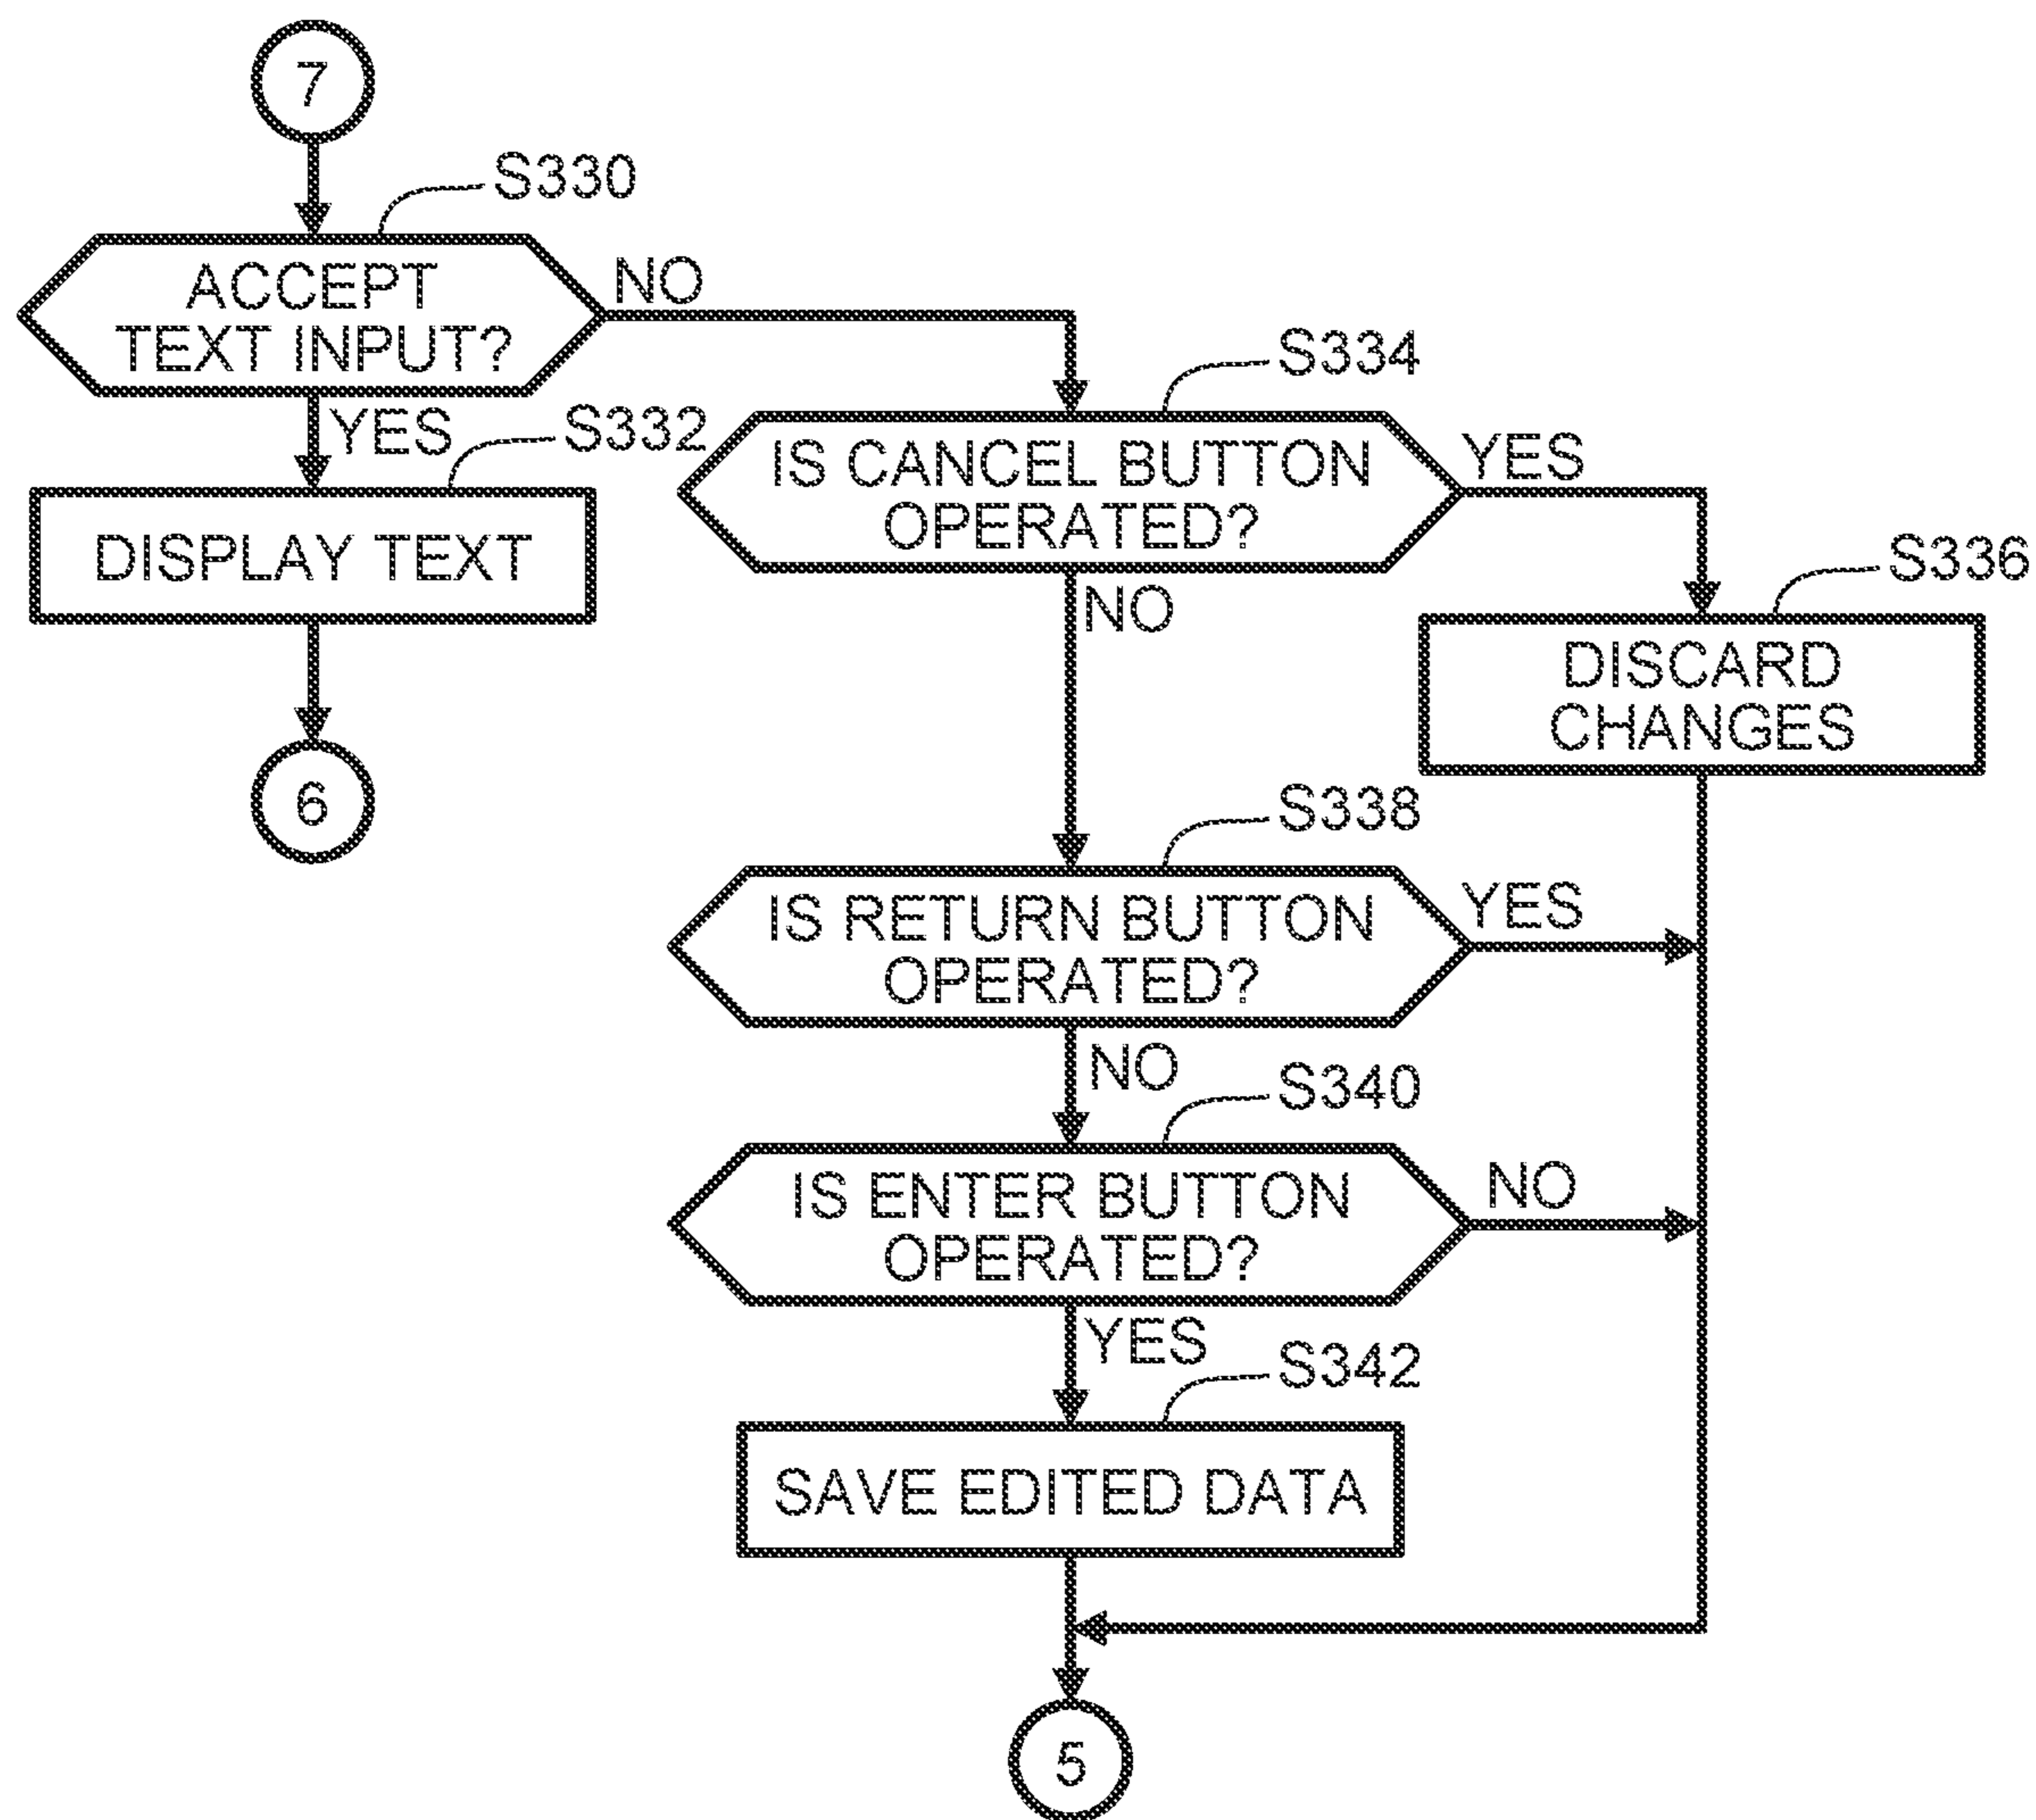 7
S330
ACCEPT
TEXT INPUT?
NO
YES
S332
DISPLAY TEXT
6
S334
IS CANCEL BUTTON
OPERATED?
YES
NO
S336
DISCARD
CHANGES
S338
IS RETURN BUTTON
OPERATED?
YES
NO
S340
IS ENTER BUTTON
OPERATED?
NO
YES
S342
SAVE EDITED DATA
5